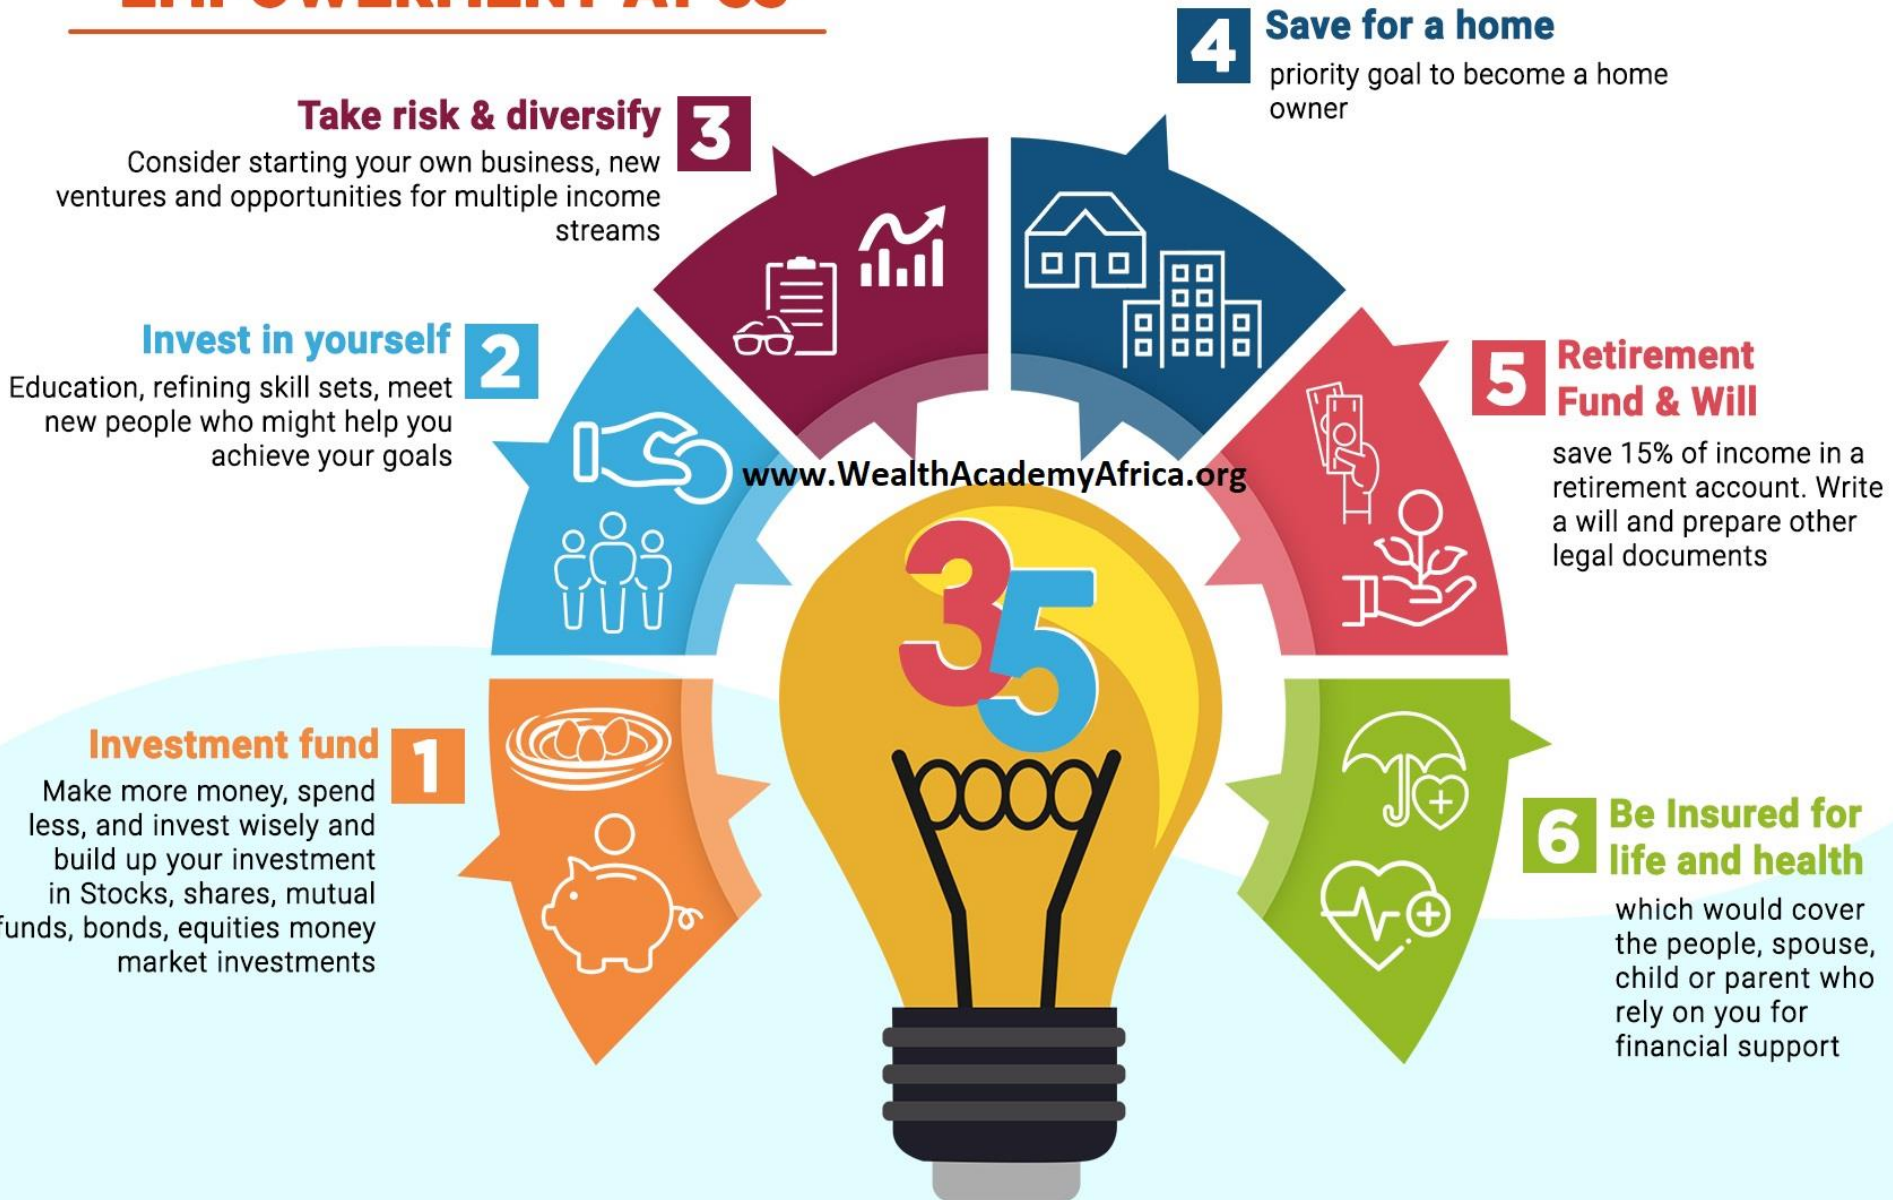 EMPOWERMENT AT 35
3
Take risk & diversify
Consider starting your own business, new
ventures and opportunities for multiple income
streams
4
Save for a home
priority goal to become a home
owner
2
Invest in yourself
Education, refining skill sets, meet
new people who might help you
achieve your goals
5
Retirement
Fund & Will
save 15% of income in a
retirement account. Write
a will and prepare other
legal documents
www.WealthAcademyAfrica.org
35
1
Investment fund
Make more money, spend
less, and invest wisely and
build up your investment
in Stocks, shares, mutual
funds, bonds, equities money
market investments
6
Be Insured for
life and health
which would cover
the people, spouse,
child or parent who
rely on you for
financial support